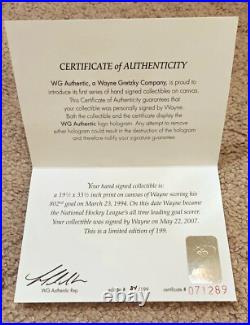 CERTIFICATE of AUTHENTICITY
WG Authentic, a Wayne Gretzky Company, is proud to
introduce its first series of hand signed collectibles on canvas.
This Certificate of Authenticity guarantees that
your collectible was personally signed by Wayne.
Both the collectible and the certificate display the
WG Authentic logo hologram. Any attempt to remove
either hologram could result in the destruction of the hologram
and therefore nullify your signature guarantee.
Your hand signed collectible is:
a 19½ x 33½ inch print on canvas of Wayne scoring his
802nd goal on March 23, 1994. On this date Wayne became
the National Hockey League's all time leading goal scorer.
Your collectible was signed by Wayne on May 22, 2007.
This is a limited edition of 199.
WG Authentic Rep.
edition # /199
certificate # 071289